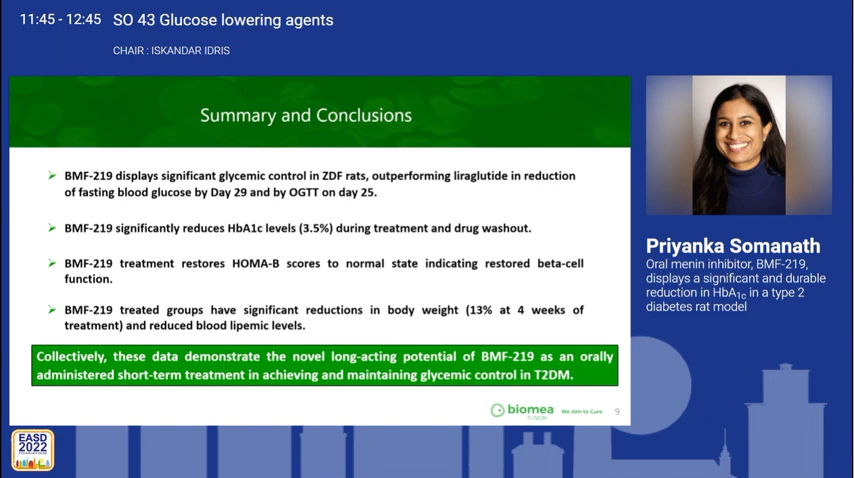 11:45 - 12:45 SO 43 Glucose lowering agents
CHAIR : ISKANDAR IDRIS
Summary and Conclusions
➢ BMF-219 displays significant glycemic control in ZDF rats, outperforming liraglutide in reduction
of fasting blood glucose by Day 29 and by OGTT on day 25.
➢ BMF-219 significantly reduces HbA1c levels (3.5%) during treatment and drug washout.
➢ BMF-219 treatment restores HOMA-B scores to normal state indicating restored beta-cell
function.
➢ BMF-219 treated groups have significant reductions in body weight (13% at 4 weeks of
treatment) and reduced blood lipemic levels.
Collectively, these data demonstrate the novel long-acting potential of BMF-219 as an orally
administered short-term treatment in achieving and maintaining glycemic control in T2DM.
biomea
FUSION
We Aim to Cure
9
Priyanka Somanath
Oral menin inhibitor, BMF-219,
displays a significant and durable
reduction in HbA1c in a type 2
diabetes rat model
EASD
2022